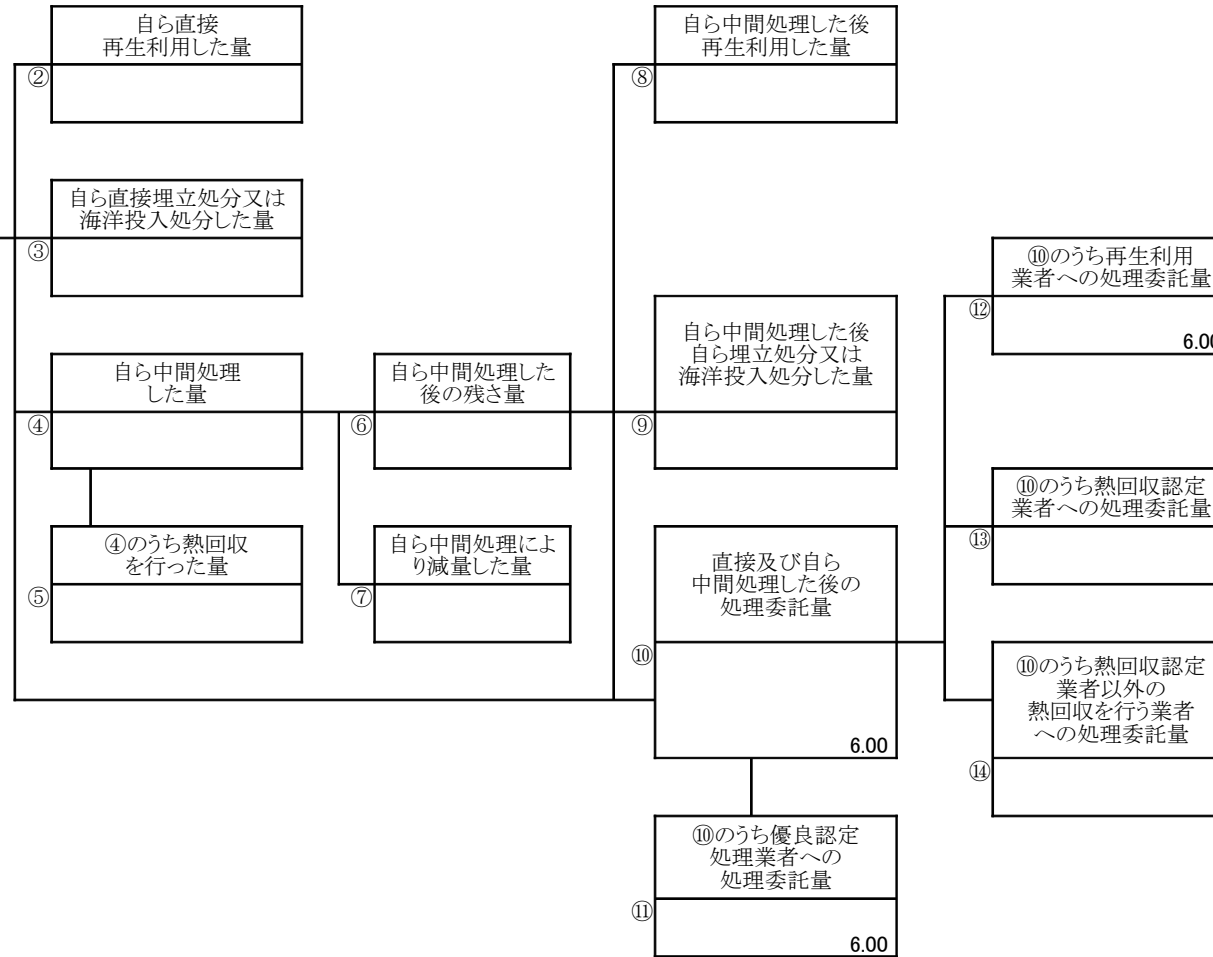 自ら直接
再生利用した量
②
自ら直接埋立処分又は
海洋投入処分した量
③
自ら中間処理
した量
④
④のうち熱回収
を行った量
⑤
自ら中間処理した
後の残さ量
⑥
自ら中間処理によ
り減量した量
⑦
自ら中間処理した後
再生利用した量
⑧
自ら中間処理した後
自ら埋立処分又は
海洋投入処分した量
⑨
直接及び自ら
中間処理した後の
処理委託量
⑩
6.00
⑩のうち優良認定
処理業者への
処理委託量
⑪
6.00
⑩のうち再生利用
業者への処理委託量
⑫
6.00
⑩のうち熱回収認定
業者への処理委託量
⑬
⑩のうち熱回収認定
業者以外の
熱回収を行う業者
への処理委託量
⑭